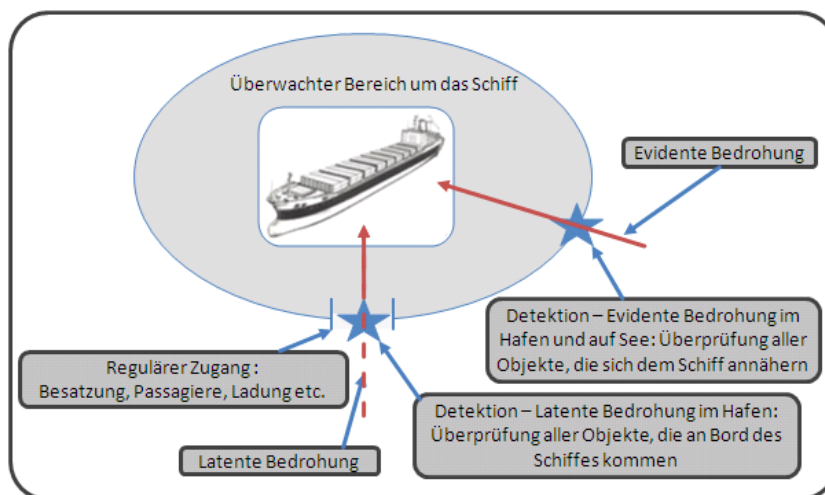 Überwachter Bereich um das Schiff
Evidente Bedrohung
Detektion – Evidente Bedrohung im
Hafen und auf See: Überprüfung aller
Objekte, die sich dem Schiff annähern
Regulärer Zugang :
Besatzung, Passagiere, Ladung etc.
Detektion – Latente Bedrohung im Hafen:
Überprüfung aller Objekte, die an Bord des
Schiffes kommen
Latente Bedrohung